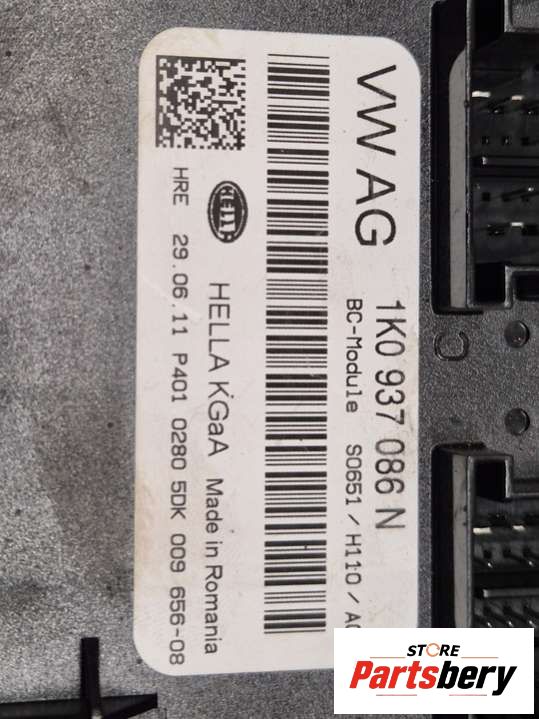 VW AG 1K0 937 086 N
BC-Module S0651 / H110 /
HELLA HELLA KGaA Made in Romania
HRE 29.06.11 P401 0280 5DK 009 656-08
C
STORE
Partsbery